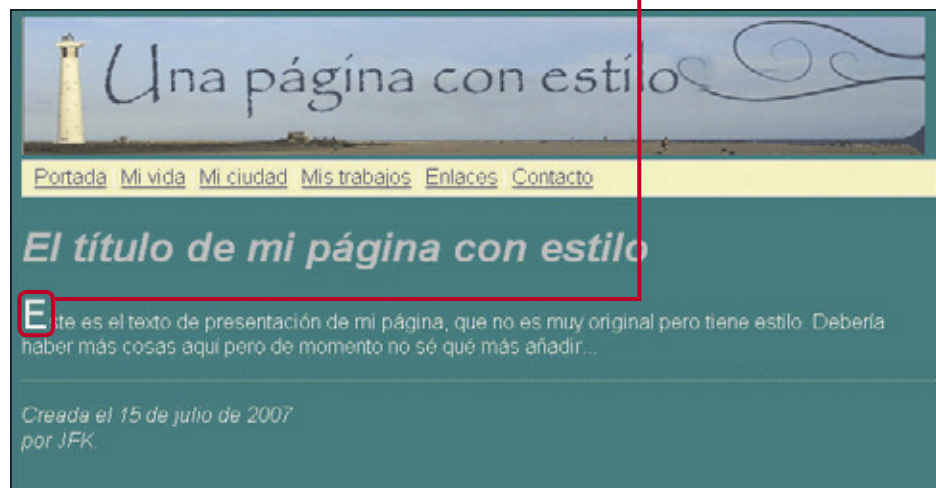 Una página con estilo
Portada Mi vida Mi ciudad Mis trabajos Enlaces Contacto
El título de mi página con estilo
Este es el texto de presentación de mi página, que no es muy original pero tiene estilo. Debería
haber más cosas aquí pero de momento no sé qué más añadir...
Creada el 15 de julio de 2007
por JFK.